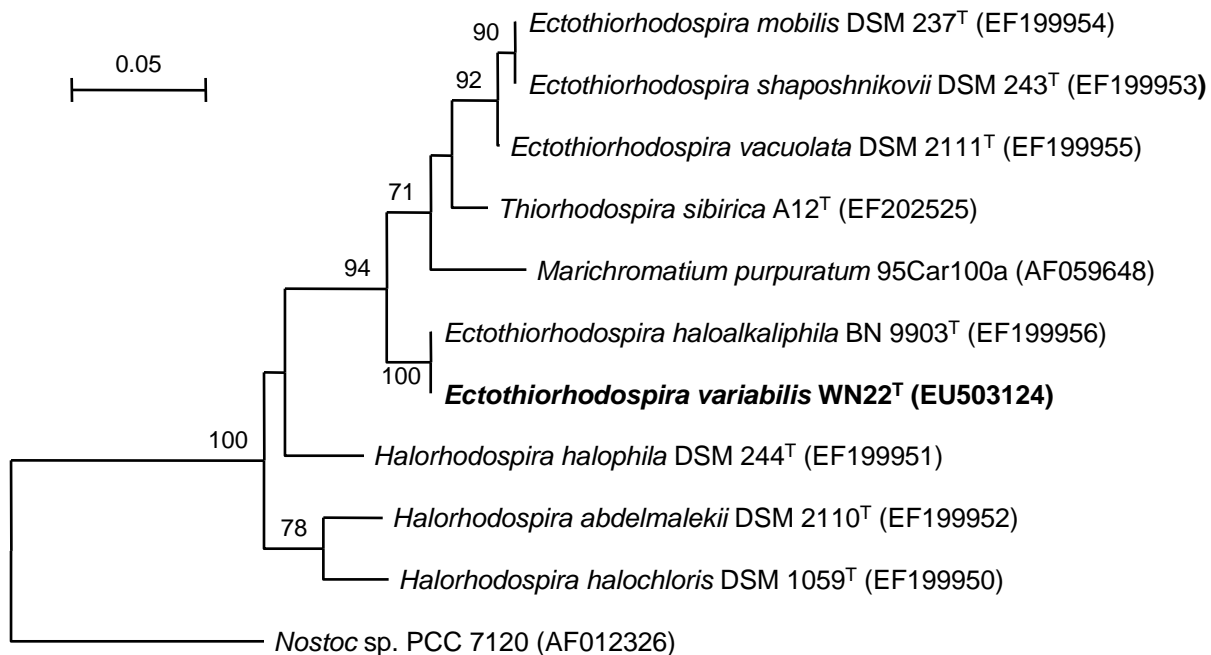 90
Ectothiorhodospira mobilis DSM 237ᵀ (EF199954)
0.05
92
Ectothiorhodospira shaposhnikovii DSM 243ᵀ (EF199953)
Ectothiorhodospira vacuolata DSM 2111ᵀ (EF199955)
71
Thiorhodospira sibirica A12ᵀ (EF202525)
94
Marichromatium purpuratum 95Car100a (AF059648)
Ectothiorhodospira haloalkaliphila BN 9903ᵀ (EF199956)
100
Ectothiorhodospira variabilis WN22ᵀ (EU503124)
100
Halorhodospira halophila DSM 244ᵀ (EF199951)
Halorhodospira abdelmalekii DSM 2110ᵀ (EF199952)
78
Halorhodospira halochloris DSM 1059ᵀ (EF199950)
Nostoc sp. PCC 7120 (AF012326)